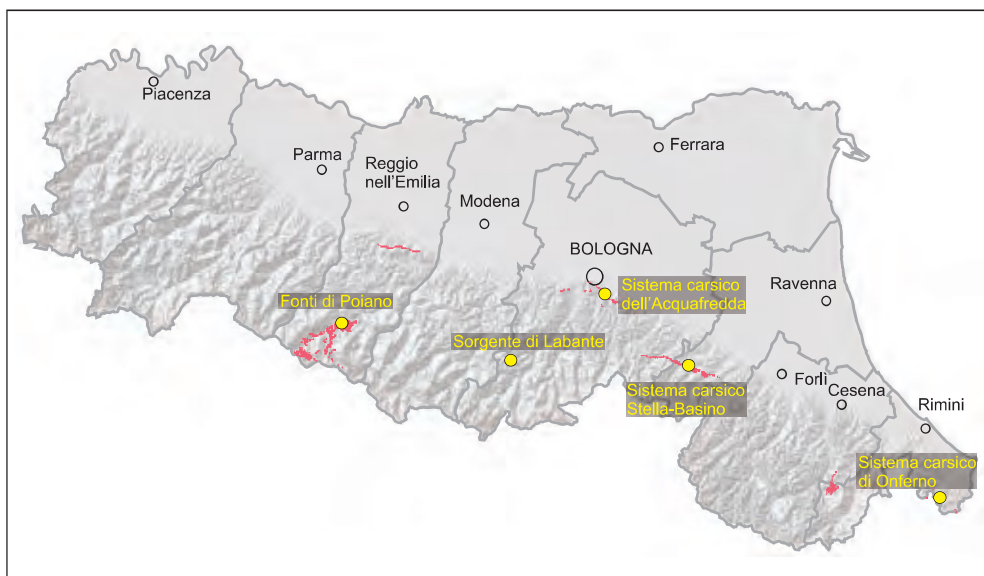 Piacenza
Parma
Reggio
nell'Emilia
Modena
Ferrara
BOLOGNA
Sistema carsico
dell'Acquafredda
Ravenna
Fonti di Poiano
Sorgente di Labante
Sistema carsico
Stella-Basino
Forlì
Cesena
Rimini
Sistema carsico
di Onferno